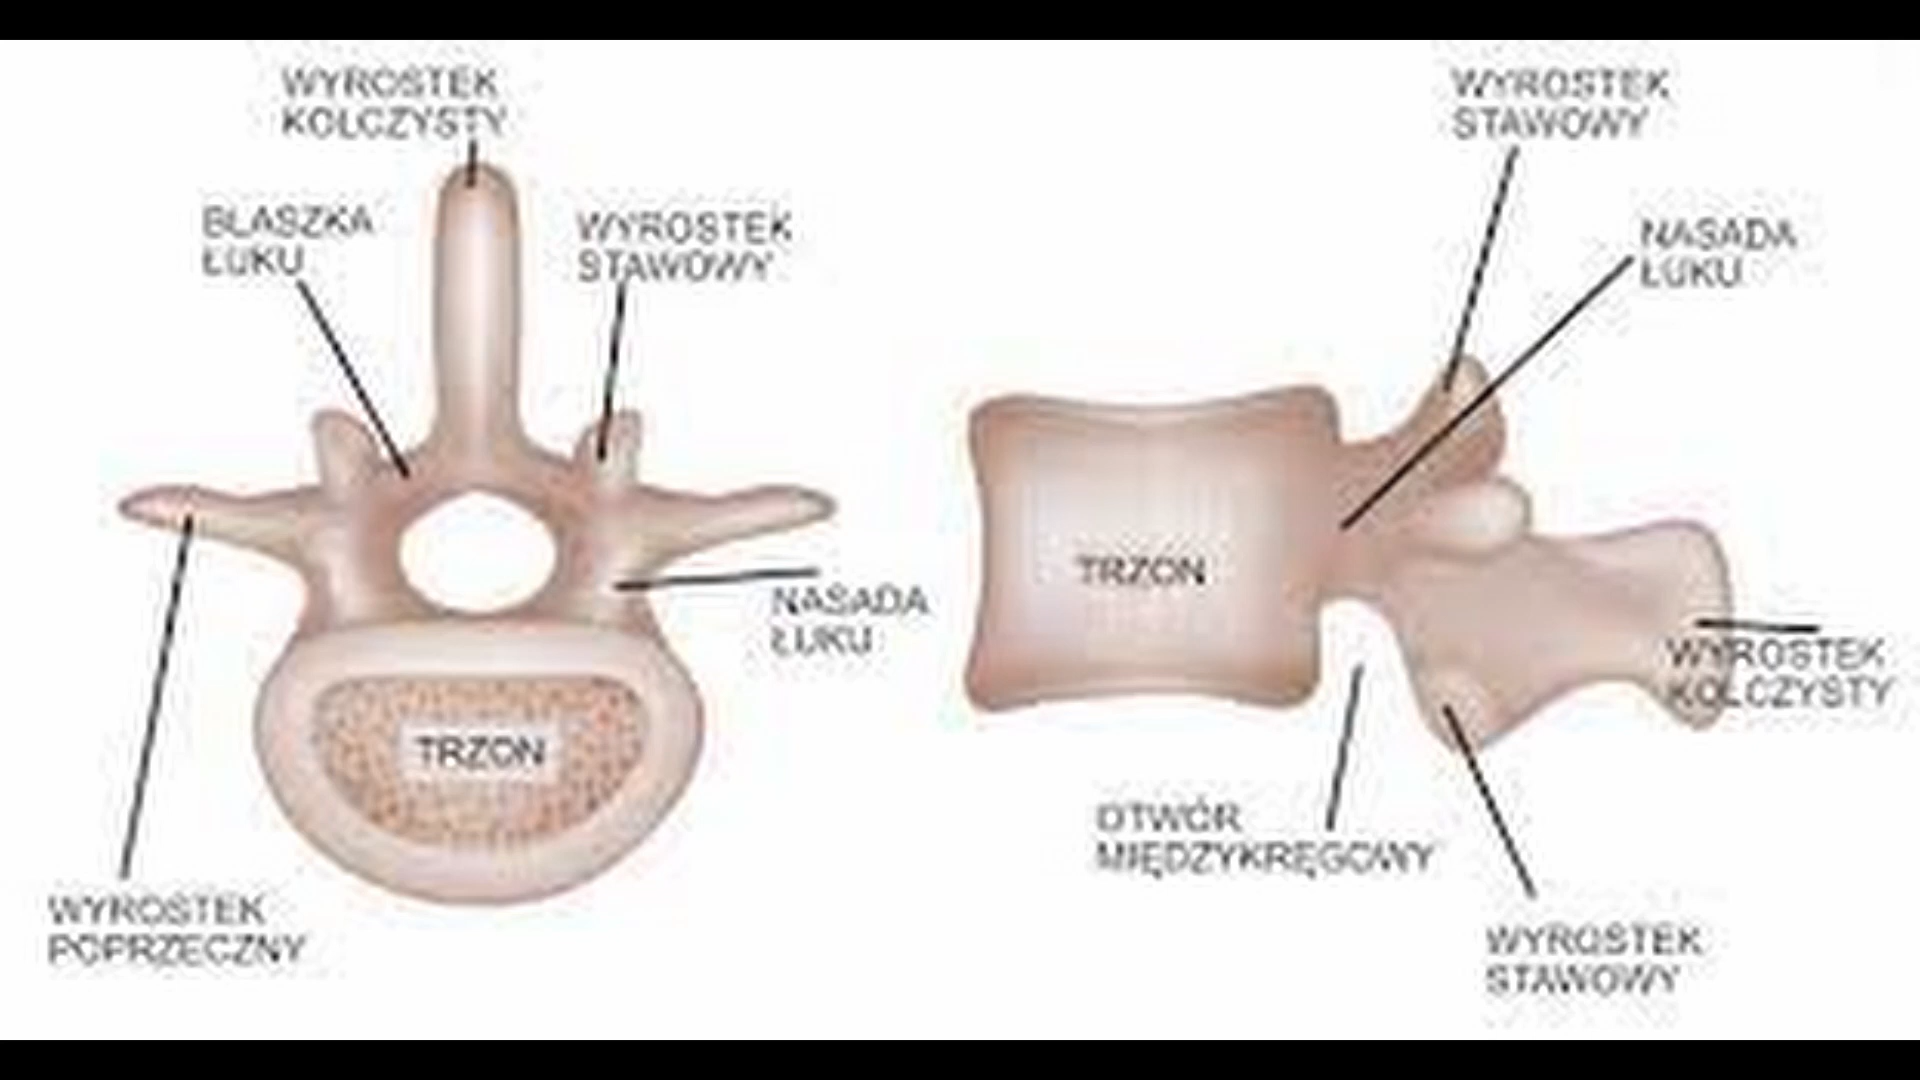 WYROSTEK
KOLCZYSTY
BLASZKA
ŁUKU
WYROSTEK
STAWOWY
NASADA
ŁUKU
TRZON
WYROSTEK
POPRZECZNY
WYROSTEK
STAWOWY
NASADA
ŁUKU
TRZON
WYROSTEK
KOLCZYSTY
OTWÓR
MIĘDZYKRĘGOWY
WYROSTEK
STAWOWY